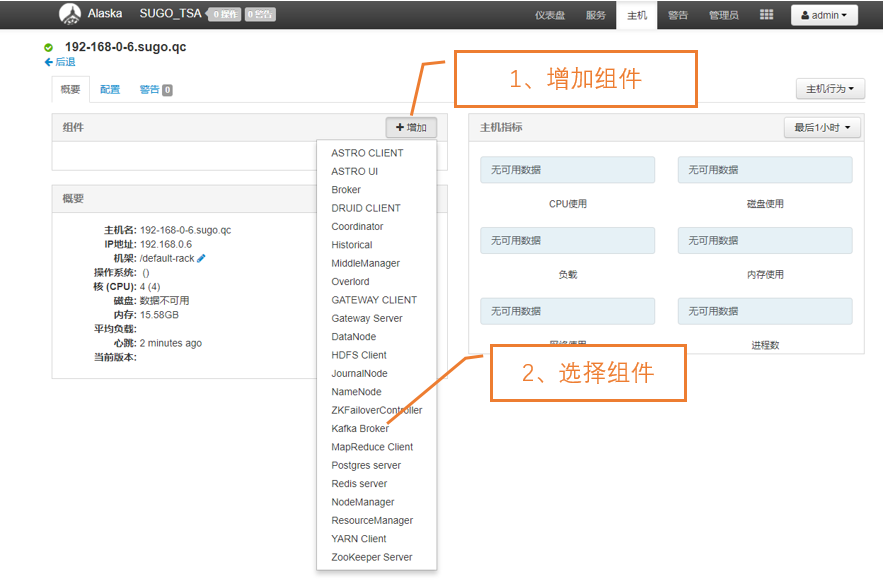 Alaska SUGO_TSA 0 操作 0 警告 仪表盘 服务 主机 警告 管理员 admin
192-168-0-6.sugo.qc
后退
概要 配置 警告 0 主机行为
1、增加组件
组件 增加
主机指标 最后1小时
ASTRO CLIENT
ASTRO UI
Broker
DRUID CLIENT
Coordinator
Historical
MiddleManager
Overlord
GATEWAY CLIENT
Gateway Server
DataNode
HDFS Client
JournalNode
NameNode
ZKFailoverController
Kafka Broker
MapReduce Client
Postgres server
Redis server
NodeManager
ResourceManager
YARN Client
ZooKeeper Server
概要
主机名: 192-168-0-6.sugo.qc
IP地址: 192.168.0.6
机架: /default-rack
操作系统: ()
核 (CPU): 4 (4)
磁盘: 数据不可用
内存: 15.58GB
平均负载:
心跳: 2 minutes ago
当前版本:
无可用数据 无可用数据
CPU使用 磁盘使用
无可用数据 无可用数据
负载 内存使用
无可用数据 无可用数据
网络使用 进程数
2、选择组件